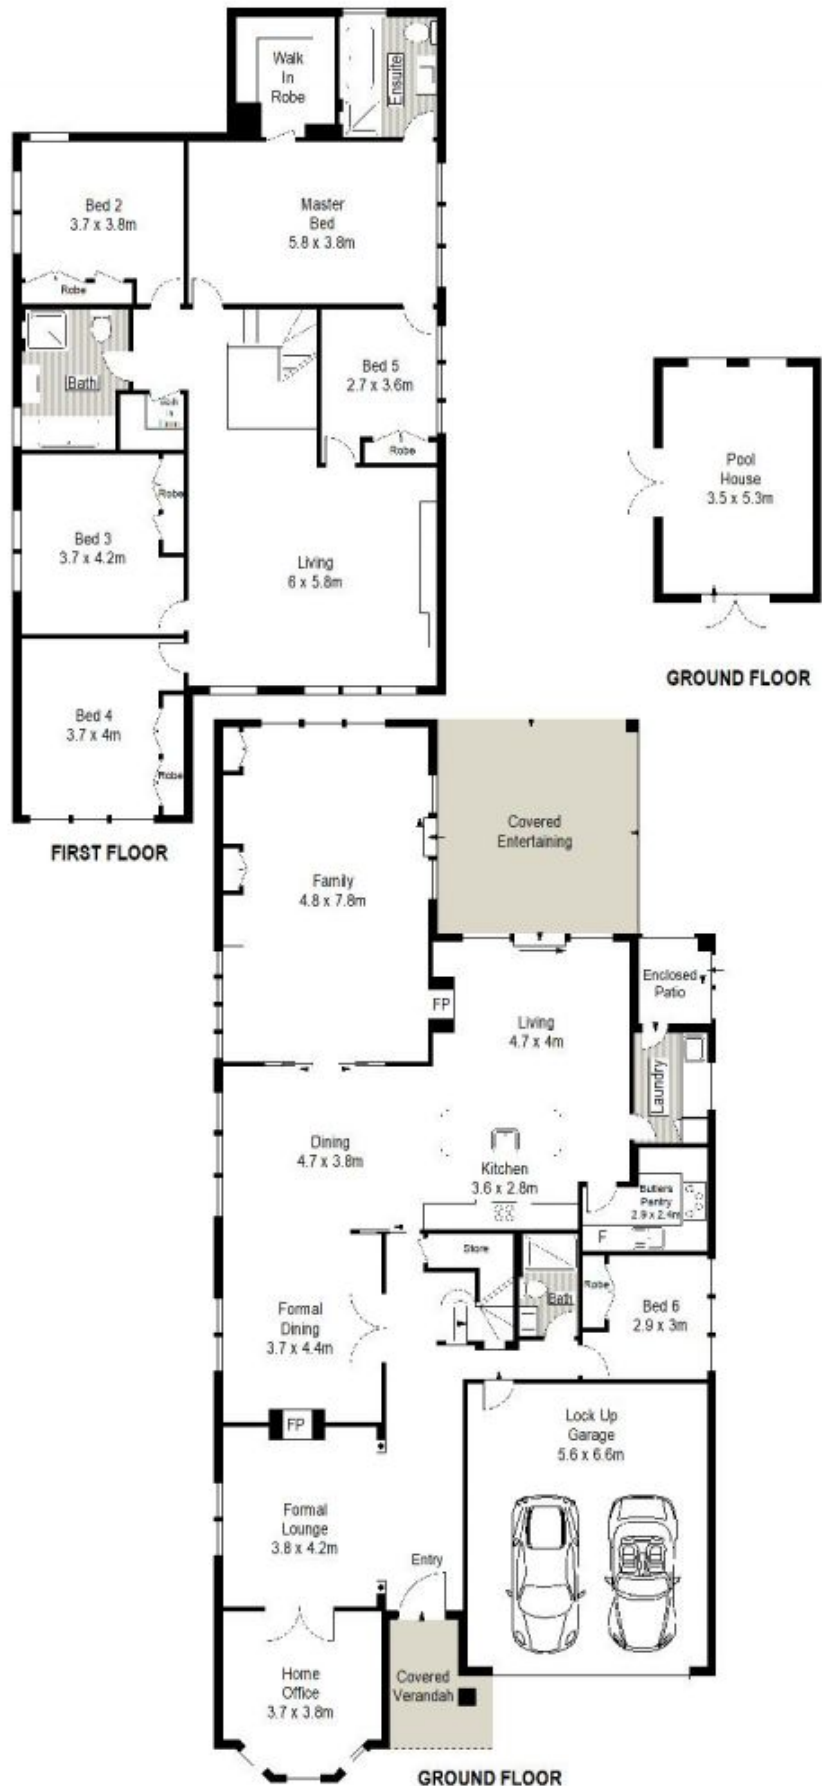 Walk
In
Robe
Ensuite
Bed 2
3.7 x 3.8m
Master
Bed
5.8 x 3.8m
Robe
Bath
Bed 5
2.7 x 3.6m
Robe
Robe
Bed 3
3.7 x 4.2m
Living
6 x 5.8m
Bed 4
3.7 x 4m
Robe
FIRST FLOOR
Pool
House
3.5 x 5.3m
GROUND FLOOR
Covered
Entertaining
Family
4.8 x 7.8m
Enclosed
Patio
FP
Living
4.7 x 4m
Laundry
Dining
4.7 x 3.8m
Kitchen
3.6 x 2.8m
Butlers
Pantry
2.9 x 2.4m
F
Store
Robe
Bath
Bed 6
2.9 x 3m
Formal
Dining
3.7 x 4.4m
FP
Lock Up
Garage
5.6 x 6.6m
Formal
Lounge
3.8 x 4.2m
Entry
Home
Office
3.7 x 3.8m
Covered
Verandah
GROUND FLOOR